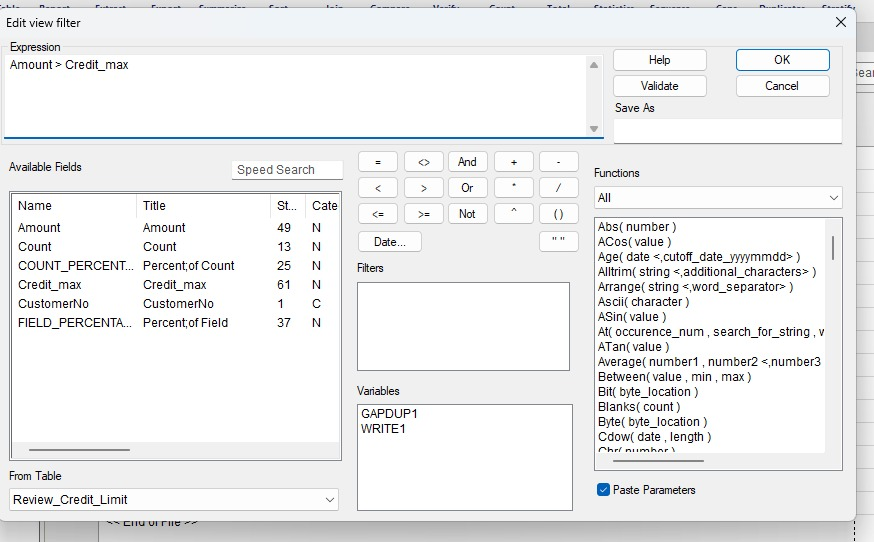 Edit view filter
Expression
Amount > Credit_max
Help
OK
Validate
Cancel
Save As
Available Fields
Speed Search
Name Title St... Cate
Amount Amount 49 N
Count Count 13 N
COUNT_PERCENT... Percent;of Count 25 N
Credit_max Credit_max 61 N
CustomerNo CustomerNo 1 C
FIELD_PERCENTA... Percent;of Field 37 N
From Table
Review_Credit_Limit
= <> And + -
< > Or * /
<= >= Not ^ ( )
Date... " "
Filters
Variables
GAPDUP1
WRITE1
Functions
All
Abs( number )
ACos( value )
Age( date <,cutoff_date_yyyymmdd> )
Alltrim( string <,additional_characters> )
Arrange( string <,word_separator> )
Ascii( character )
ASin( value )
At( occurence_num , search_for_string , w
ATan( value )
Average( number1 , number2 <,number3
Between( value , min , max )
Bit( byte_location )
Blanks( count )
Byte( byte_location )
Cdow( date , length )
Chr( number )
Paste Parameters
<< End of File >>